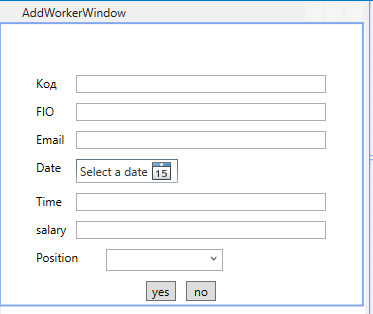 AddWorkerWindow
Код
FIO
Email
Date Select a date 15
Time
salary
Position
yes no